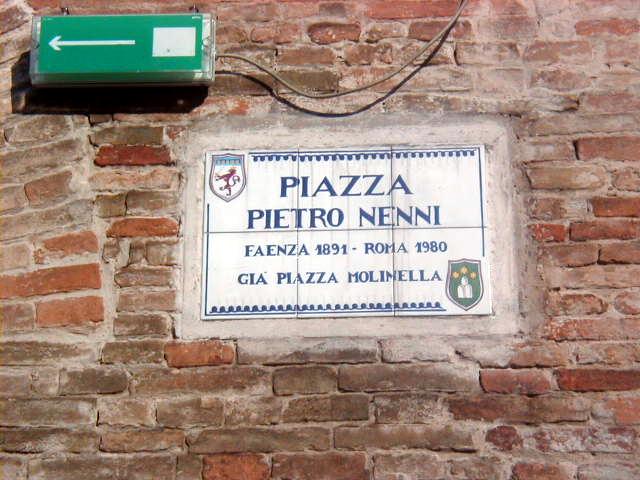 PIAZZA
PIETRO NENNI
FAENZA 1891 - ROMA 1980
GIÀ PIAZZA MOLINELLA